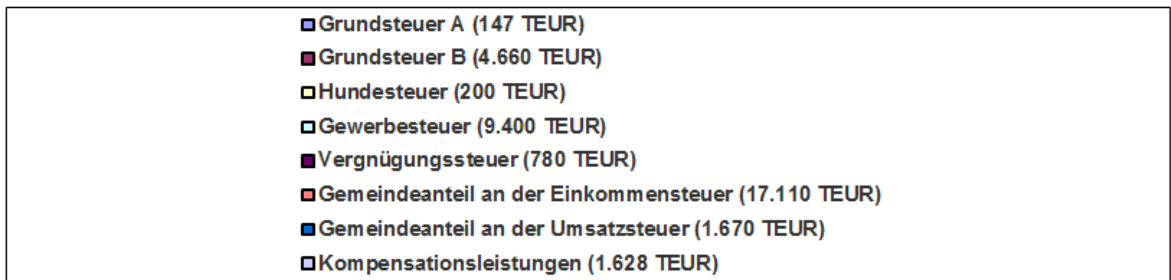 Grundsteuer A (147 TEUR)
Grundsteuer B (4.660 TEUR)
Hundesteuer (200 TEUR)
Gewerbesteuer (9.400 TEUR)
Vergnügungssteuer (780 TEUR)
Gemeindeanteil an der Einkommensteuer (17.110 TEUR)
Gemeindeanteil an der Umsatzsteuer (1.670 TEUR)
Kompensationsleistungen (1.628 TEUR)